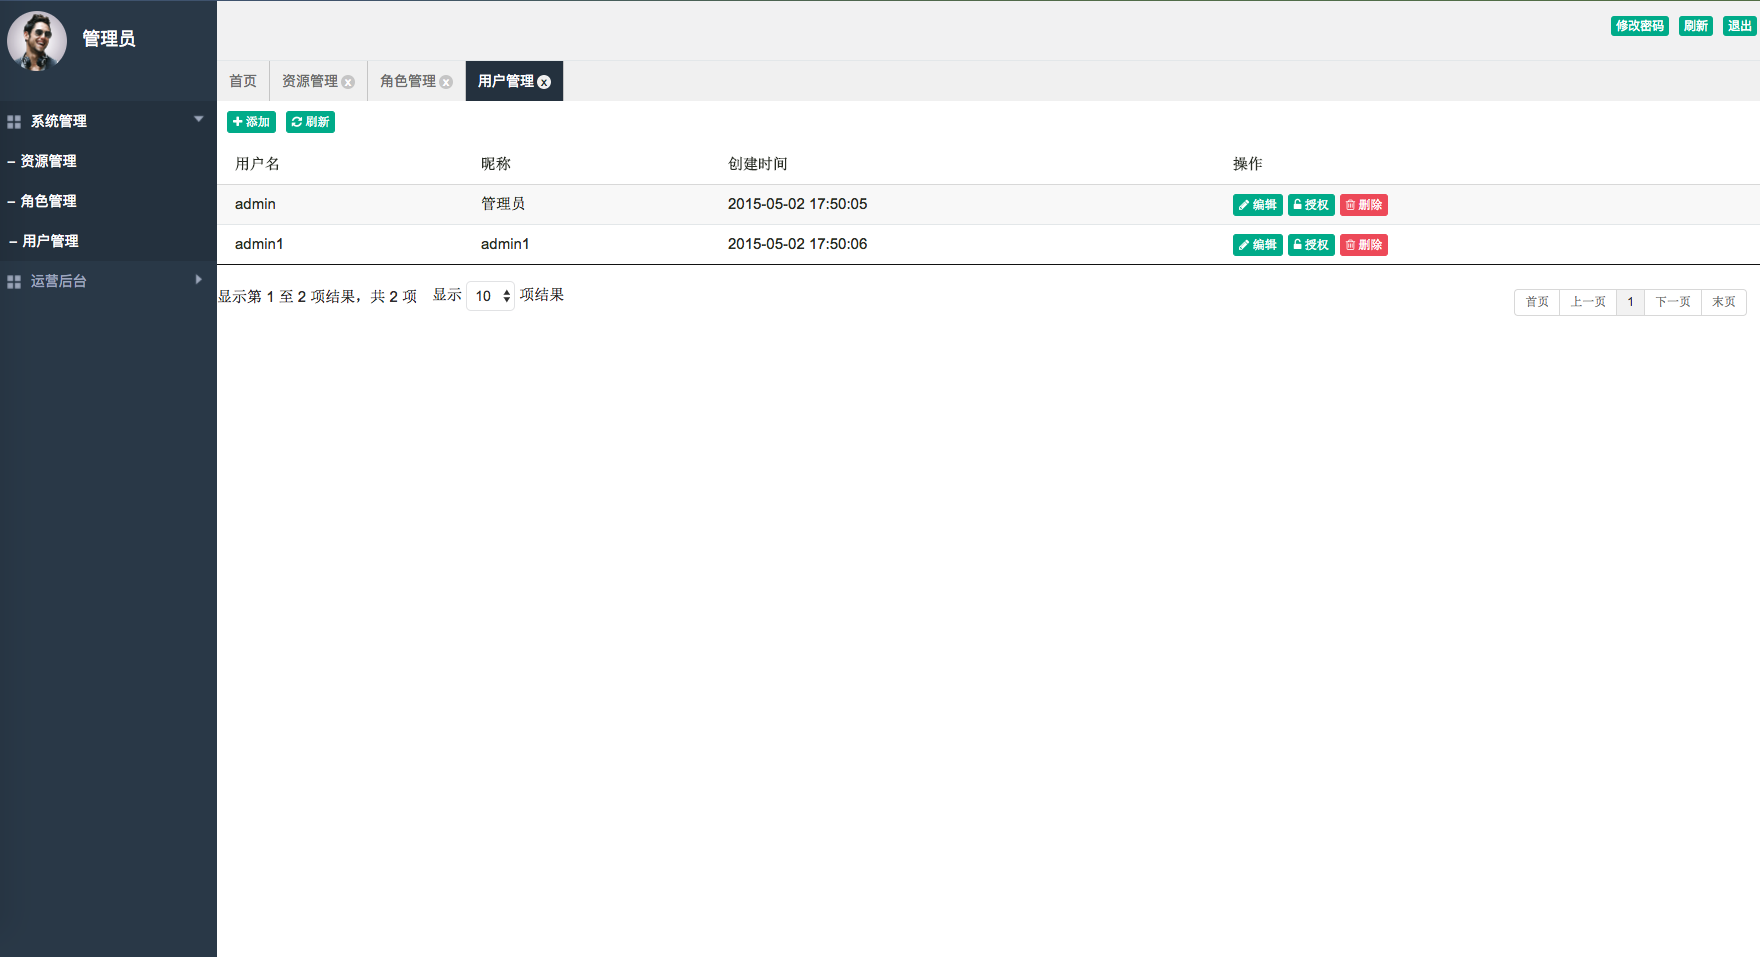 管理员
修改密码 刷新 退出
首页 资源管理 角色管理 用户管理
系统管理
– 资源管理
– 角色管理
– 用户管理
运营后台
添加 刷新
用户名 昵称 创建时间 操作
admin 管理员 2015-05-02 17:50:05 编辑 授权 删除
admin1 admin1 2015-05-02 17:50:06 编辑 授权 删除
显示第 1 至 2 项结果，共 2 项 显示 10 项结果
首页 上一页 1 下一页 末页